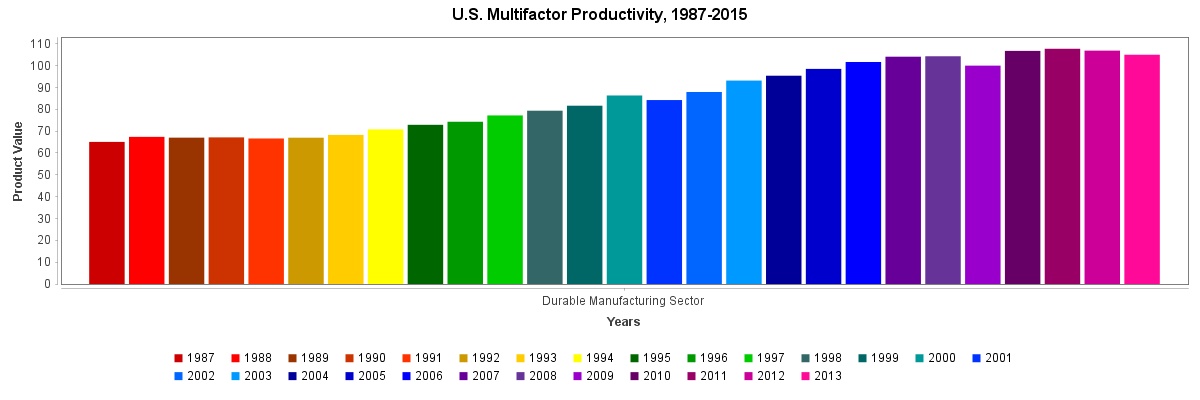 U.S. Multifactor Productivity, 1987-2015
110
100
90
80
70
60
50
40
30
20
10
0
Product Value
Durable Manufacturing Sector
Years
1987 1988 1989 1990 1991 1992 1993 1994 1995 1996 1997 1998 1999 2000 2001
2002 2003 2004 2005 2006 2007 2008 2009 2010 2011 2012 2013